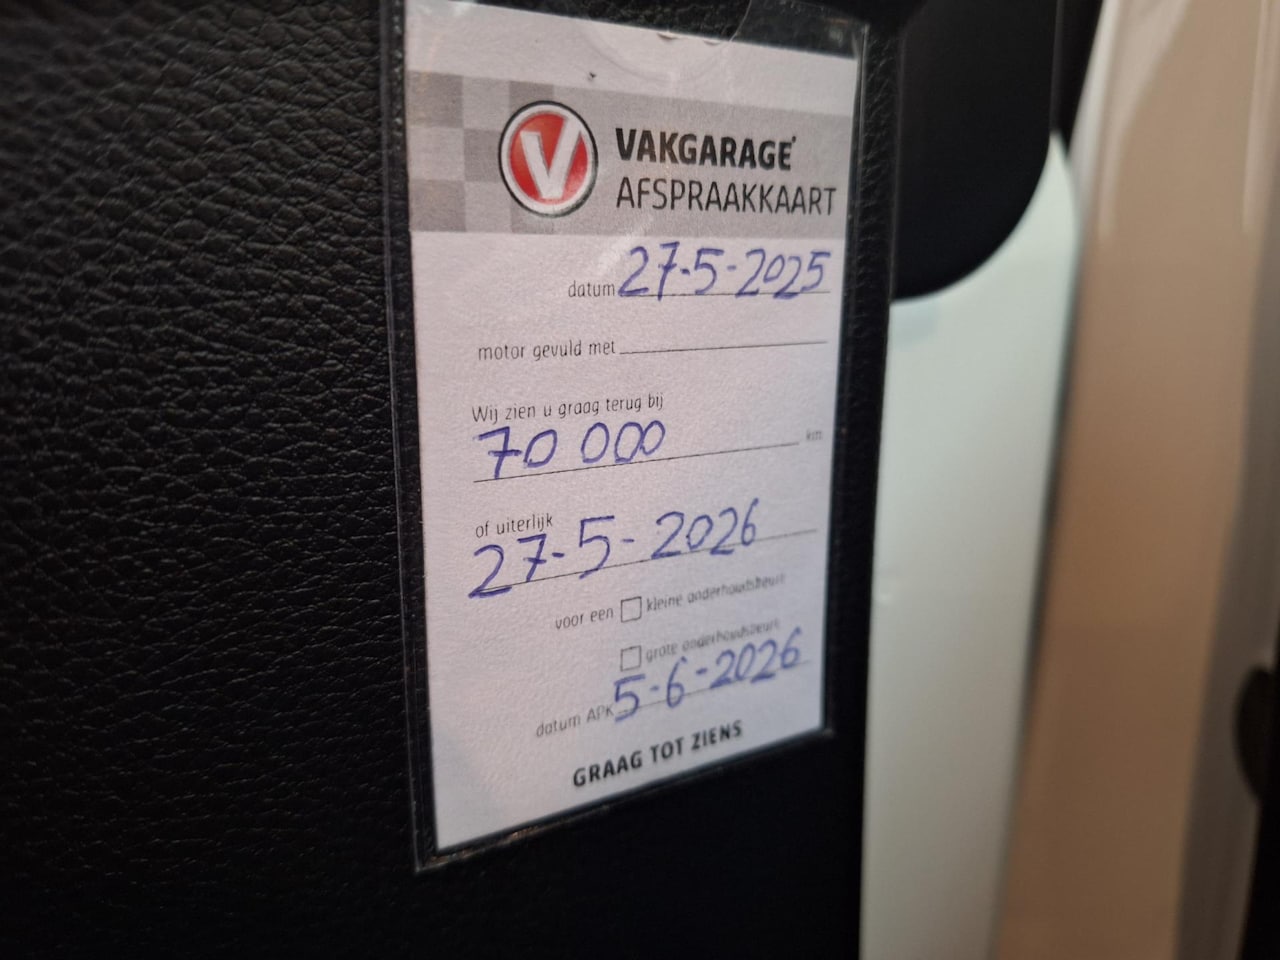 V VAKGARAGE
AFSPRAAKKAART
datum 27-5-2025
motor gevuld met
Wij zien u graag terug bij
70 000 km
of uiterlijk
27-5-2026
voor een kleine onderhoudsbeurt
grote onderhoudsbeurt
datum APK 5-6-2026
GRAAG TOT ZIENS